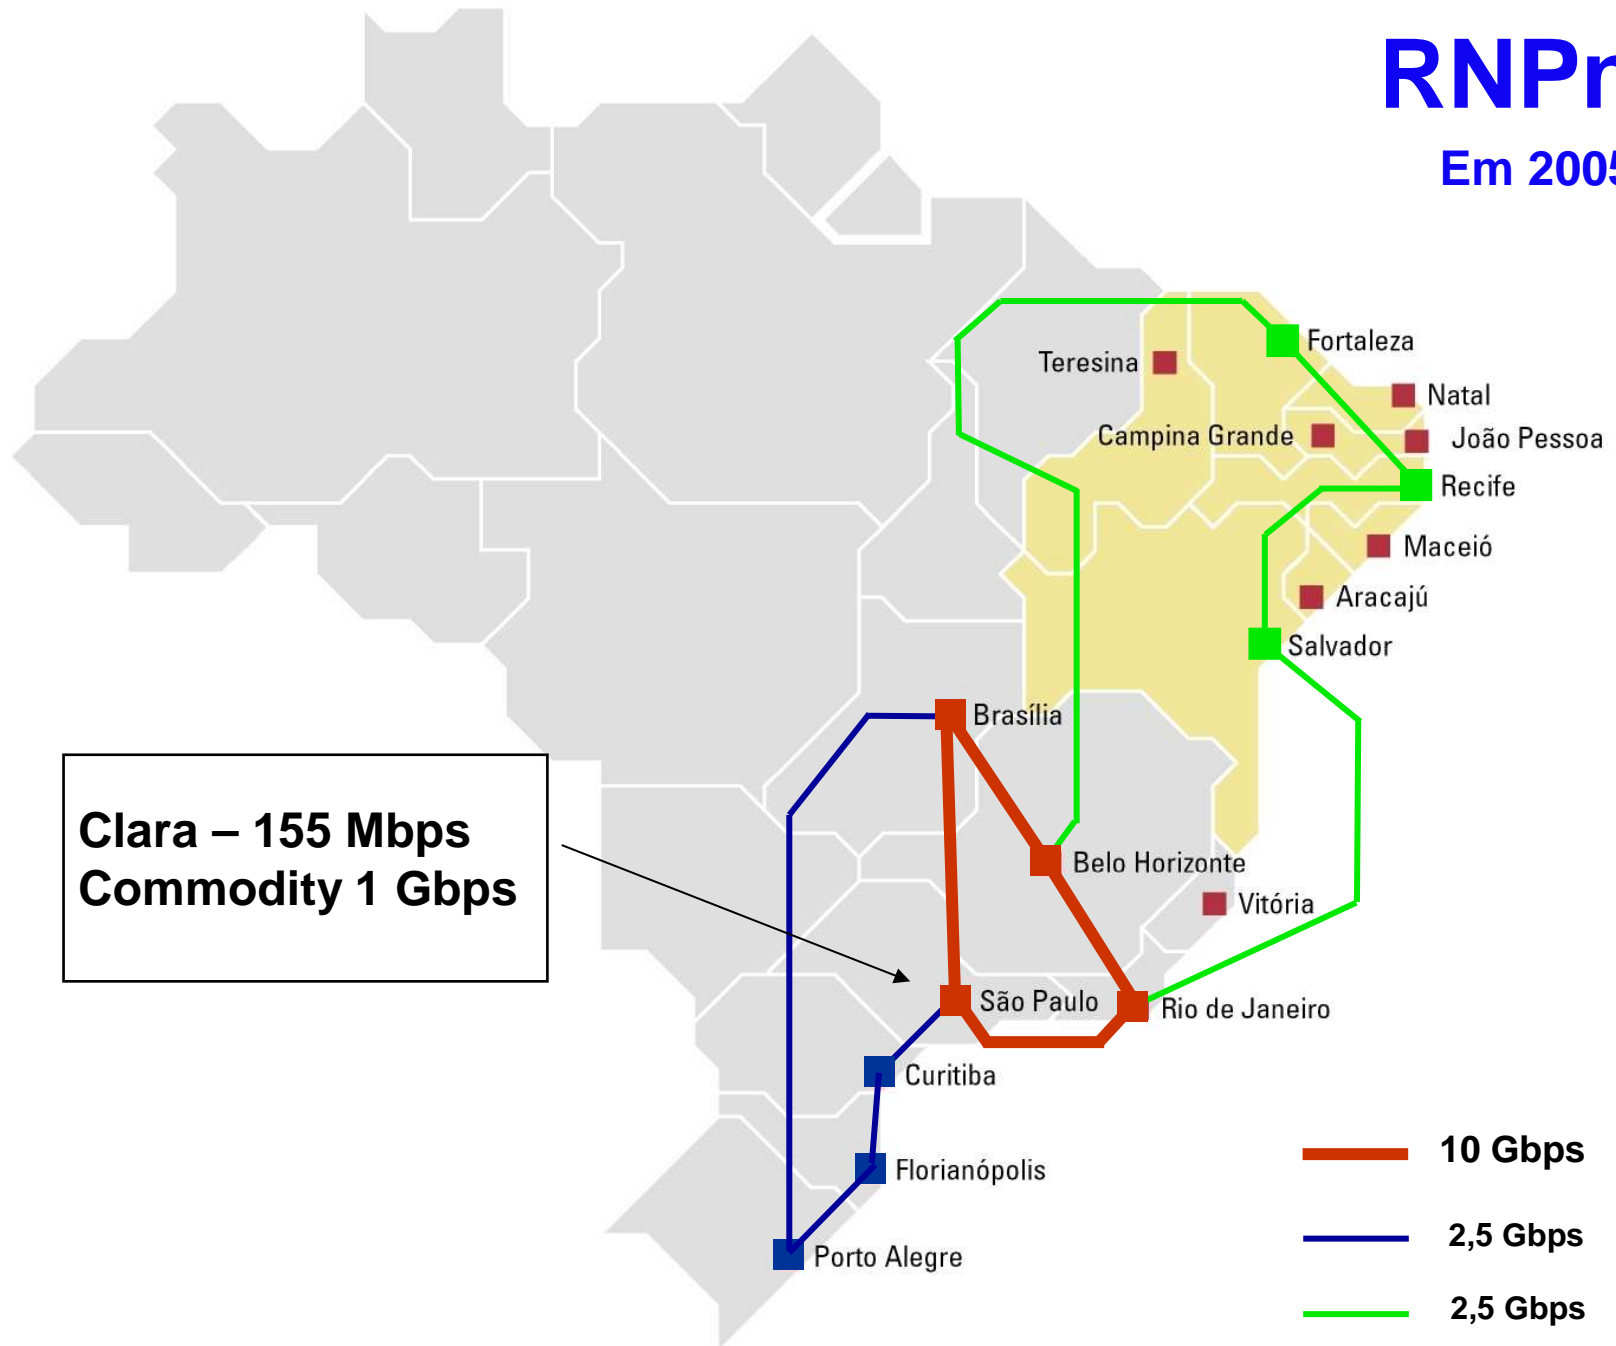 RNPn
Em 2005
Fortaleza
Teresina
Natal
Campina Grande
João Pessoa
Recife
Maceió
Aracajú
Salvador
Brasília
Clara – 155 Mbps
Commodity 1 Gbps
Belo Horizonte
Vitória
São Paulo
Rio de Janeiro
Curitiba
Florianópolis
Porto Alegre
10 Gbps
2,5 Gbps
2,5 Gbps